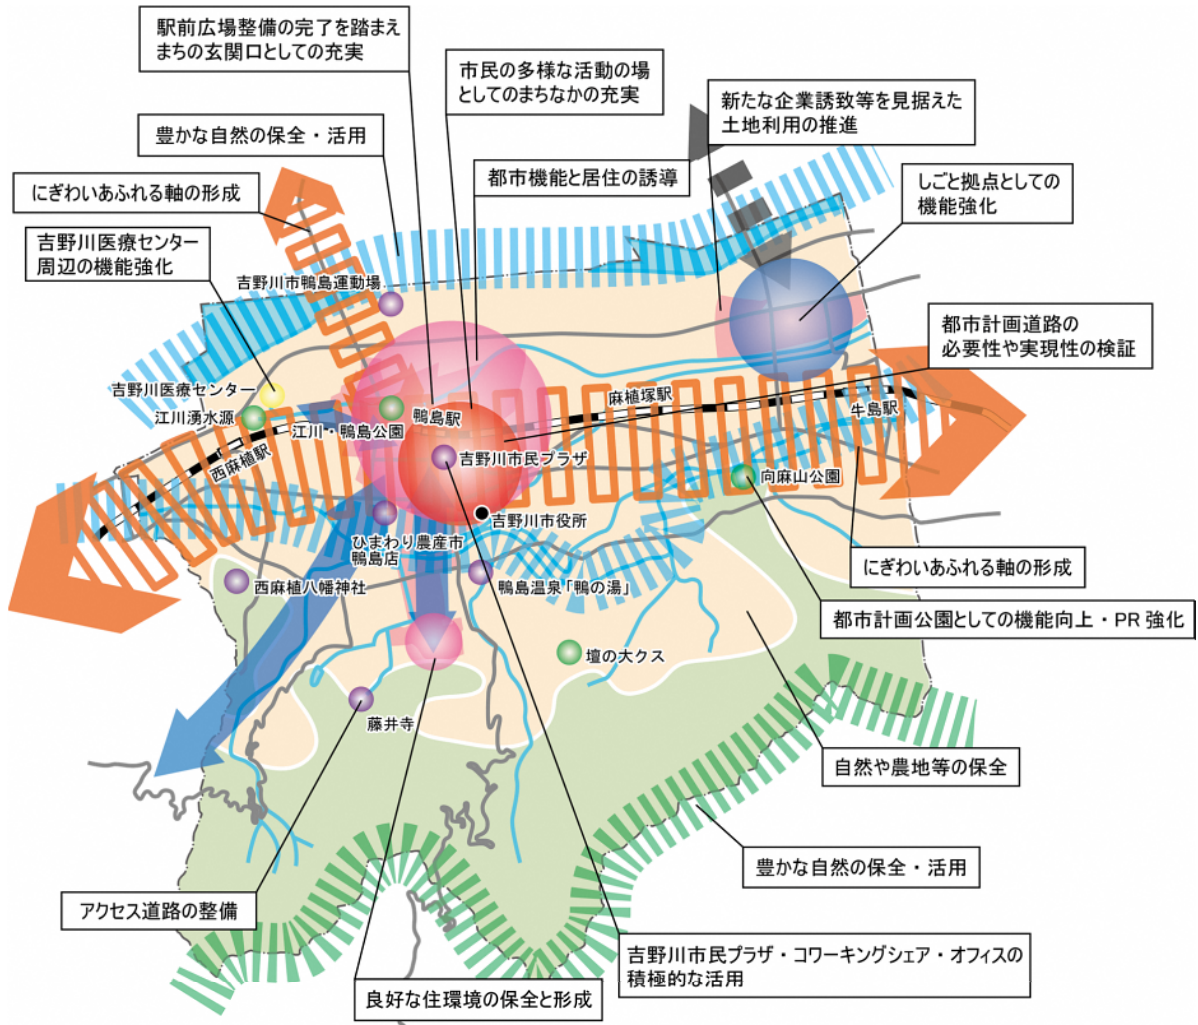 駅前広場整備の完了を踏まえ
まちの玄関口としての充実
市民の多様な活動の場
としてのまちなかの充実
新たな企業誘致等を見据えた
土地利用の推進
豊かな自然の保全・活用
都市機能と居住の誘導
しごと拠点としての
機能強化
にぎわいあふれる軸の形成
吉野川医療センター
周辺の機能強化
吉野川市鴨島運動場
都市計画道路の
必要性や実現性の検証
吉野川医療センター
江川湧水源
江川・鴨島公園
鴨島駅
麻植塚駅
牛島駅
西麻植駅
吉野川市民プラザ
向麻山公園
吉野川市役所
ひまわり農産市
鴨島店
西麻植八幡神社
鴨島温泉「鴨の湯」
にぎわいあふれる軸の形成
都市計画公園としての機能向上・PR強化
壇の大クス
藤井寺
自然や農地等の保全
豊かな自然の保全・活用
アクセス道路の整備
吉野川市民プラザ・コワーキングシェア・オフィスの
積極的な活用
良好な住環境の保全と形成